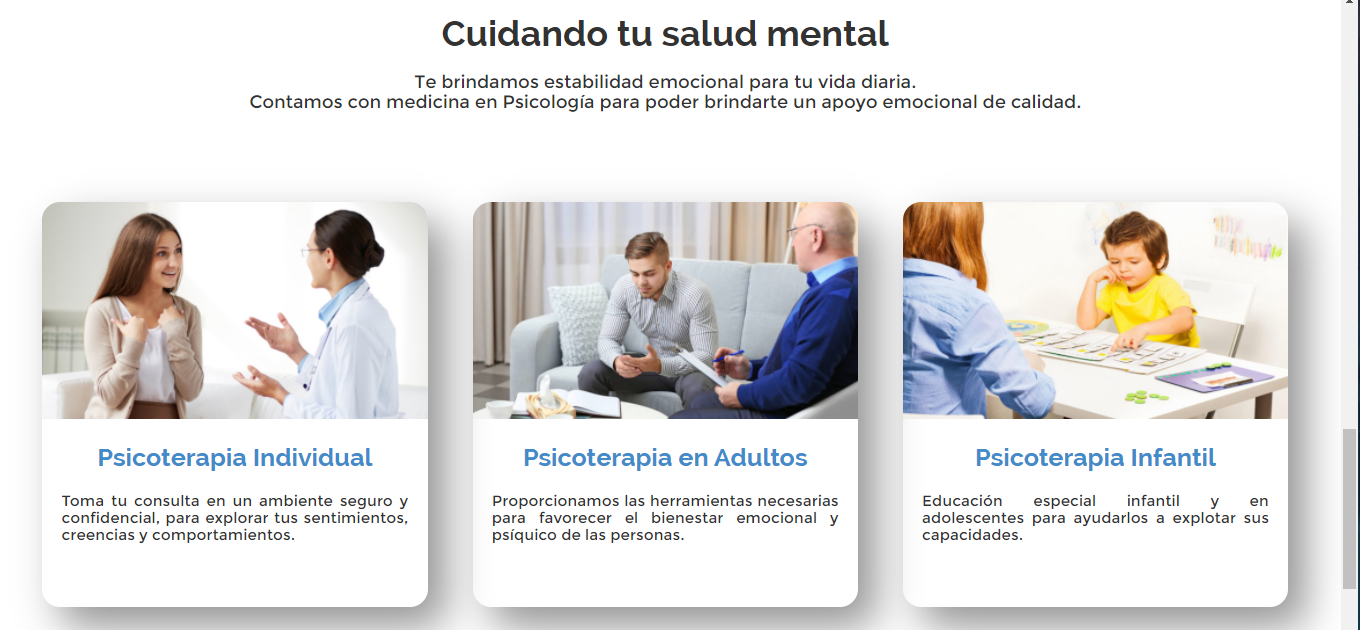 Cuidando tu salud mental
Te brindamos estabilidad emocional para tu vida diaria.
Contamos con medicina en Psicología para poder brindarte un apoyo emocional de calidad.
Psicoterapia Individual
Toma tu consulta en un ambiente seguro y
confidencial, para explorar tus sentimientos,
creencias y comportamientos.
Psicoterapia en Adultos
Proporcionamos las herramientas necesarias
para favorecer el bienestar emocional y
psíquico de las personas.
Psicoterapia Infantil
Educación especial infantil y en
adolescentes para ayudarlos a explotar sus
capacidades.